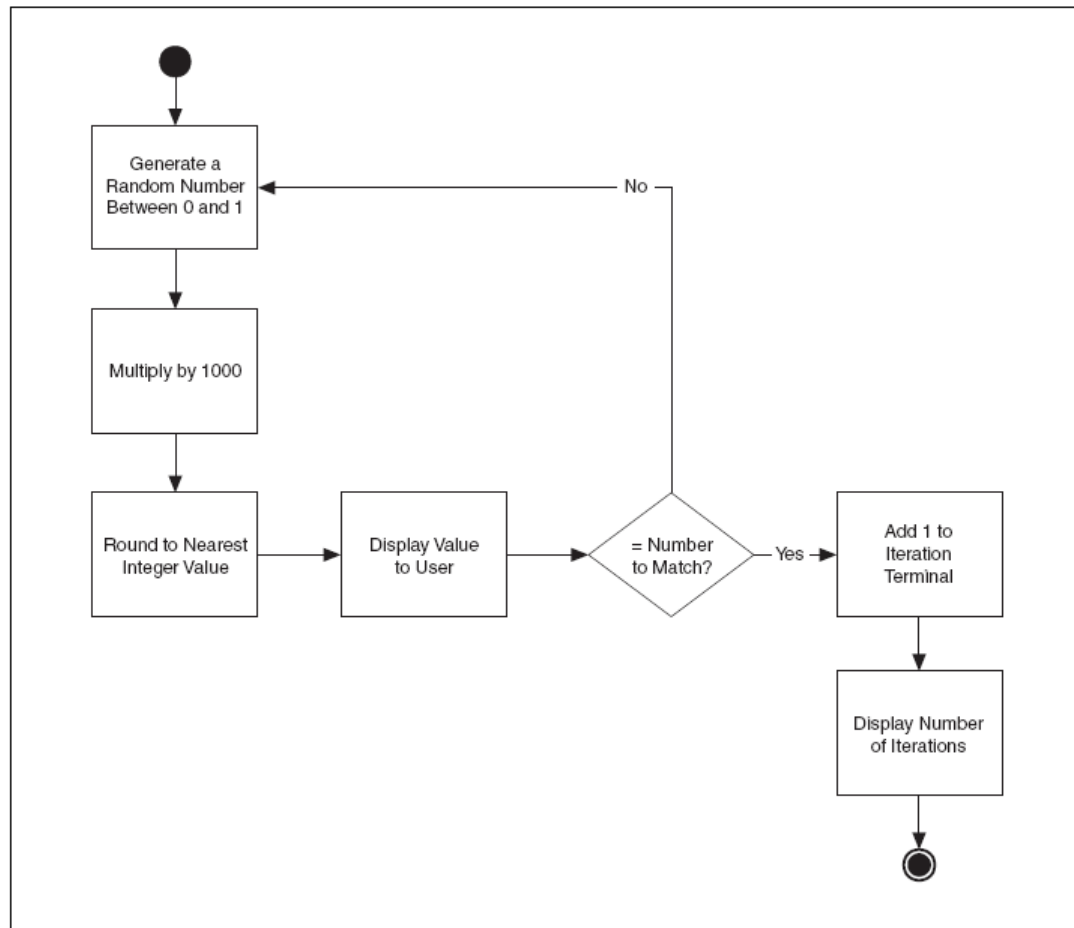 Generate a
Random Number
Between 0 and 1
No
Multiply by 1000
Round to Nearest
Integer Value
Display Value
to User
= Number
to Match?
Yes
Add 1 to
Iteration
Terminal
Display Number
of Iterations